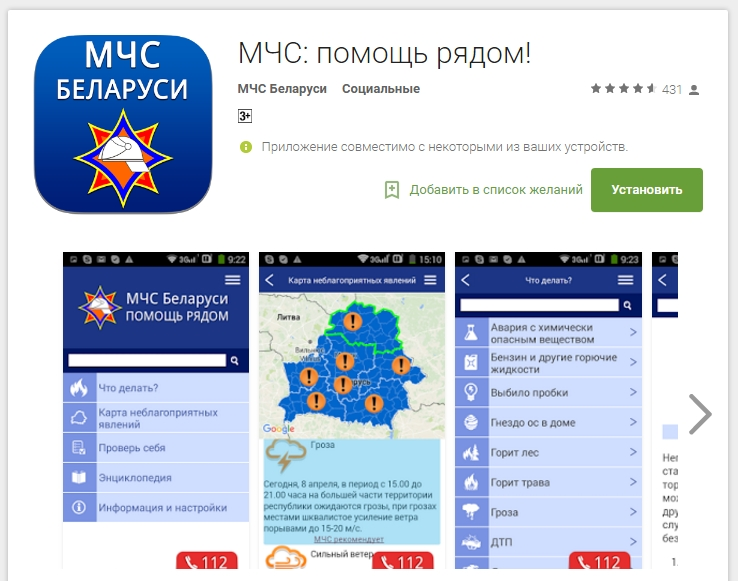 МЧС
БЕЛАРУСИ
МЧС: помощь рядом!
МЧС Беларуси Социальные
431
3+
Приложение совместимо с некоторыми из ваших устройств.
Добавить в список желаний
Установить
3G
9:22
МЧС Беларуси
ПОМОЩЬ РЯДОМ
Что делать?
Карта неблагоприятных
явлений
Проверь себя
Энциклопедия
Информация и настройки
112
3G
15:10
Карта неблагоприятных явлений
Литва
Google
Гроза
Сегодня, 8 апреля, в период с 15.00 до
21.00 часа на большей части территории
республики ожидаются грозы, при грозах
местами шквалистое усиление ветра
порывами до 15-20 м/с.
МЧС рекомендует
Сильный ветер
112
3G
9:23
Что делать?
Авария с химически
опасным веществом
Бензин и другие горючие
жидкости
Выбило пробки
Гнездо ос в доме
Горит лес
Горит трава
Гроза
ДТП
112